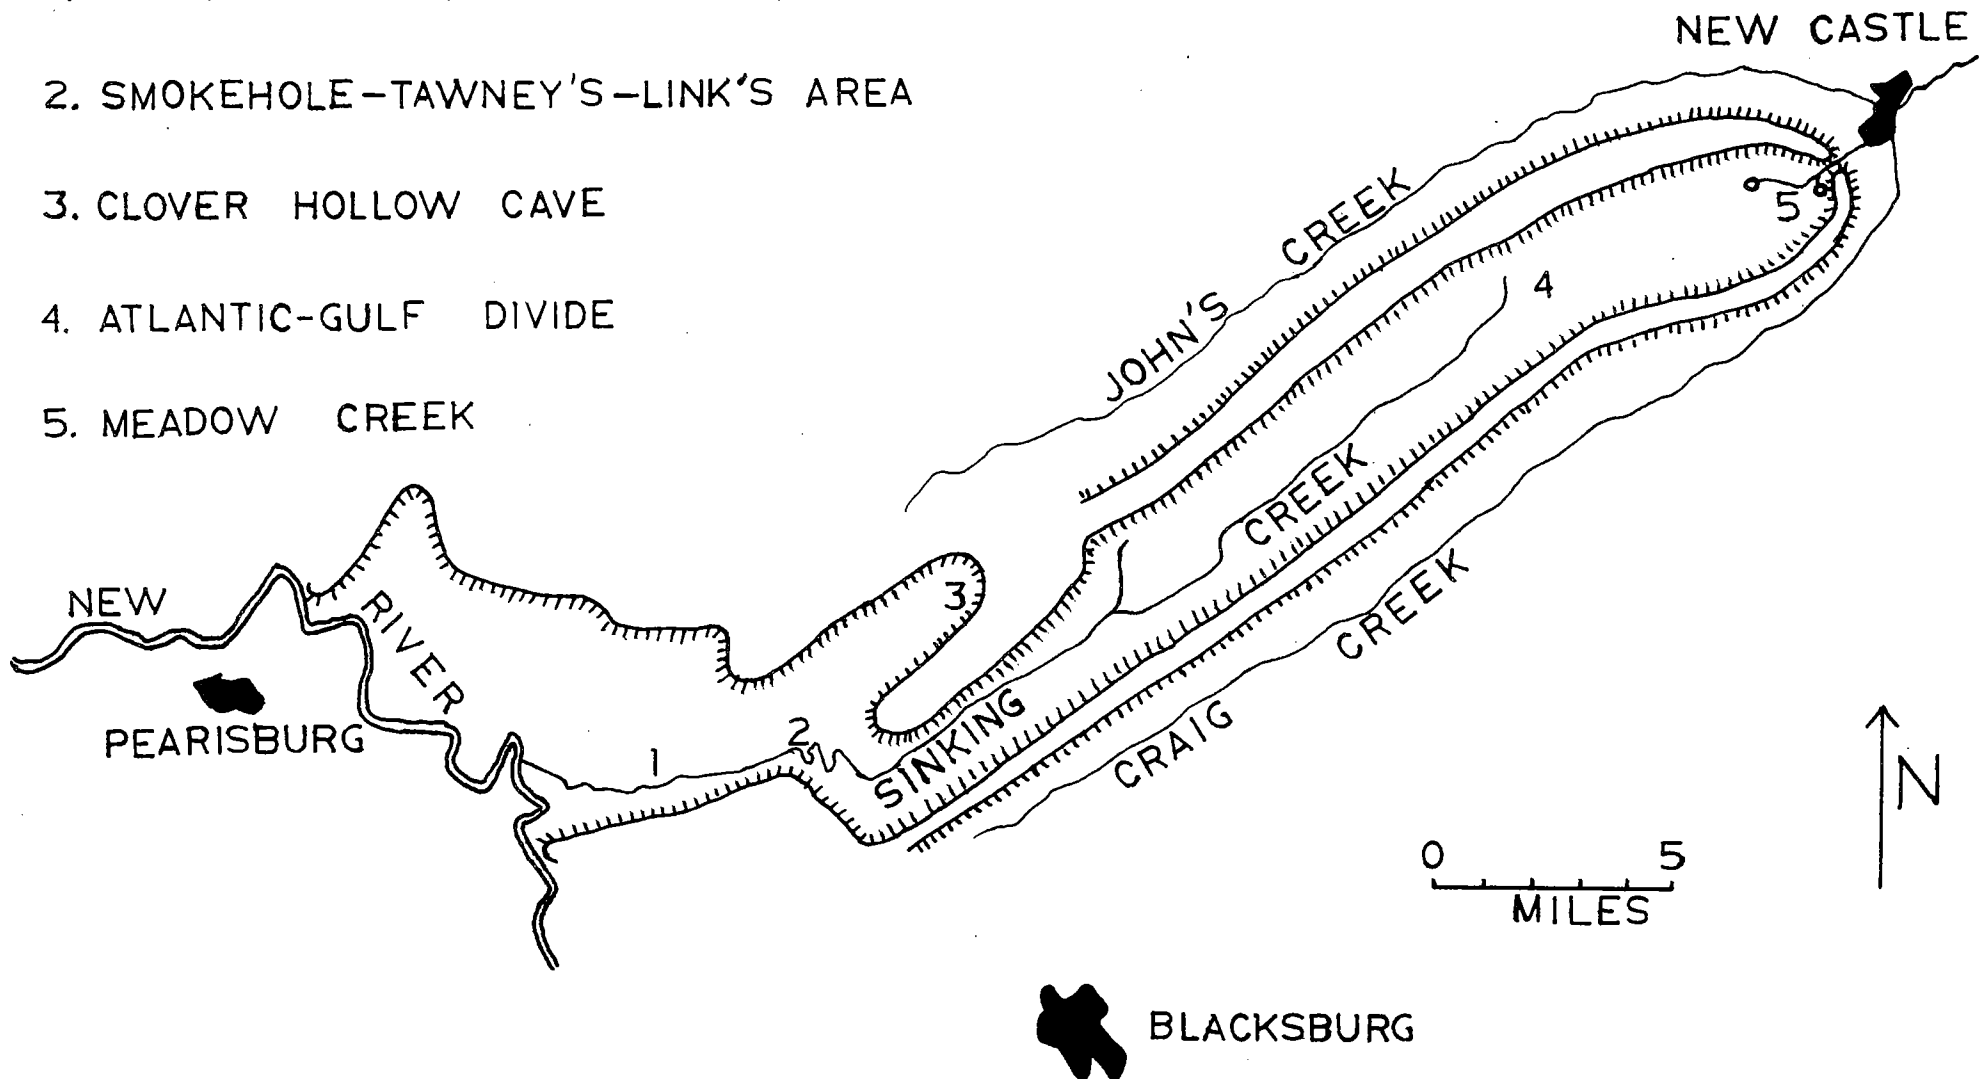 NEW CASTLE
2. SMOKEHOLE-TAWNEY'S-LINK'S AREA
3. CLOVER HOLLOW CAVE
4. ATLANTIC-GULF DIVIDE
5. MEADOW CREEK
JOHN'S CREEK
5
4
SINKING CREEK
CRAIG CREEK
3
NEW RIVER
PEARISBURG
1
2
0 5
MILES
N
BLACKSBURG